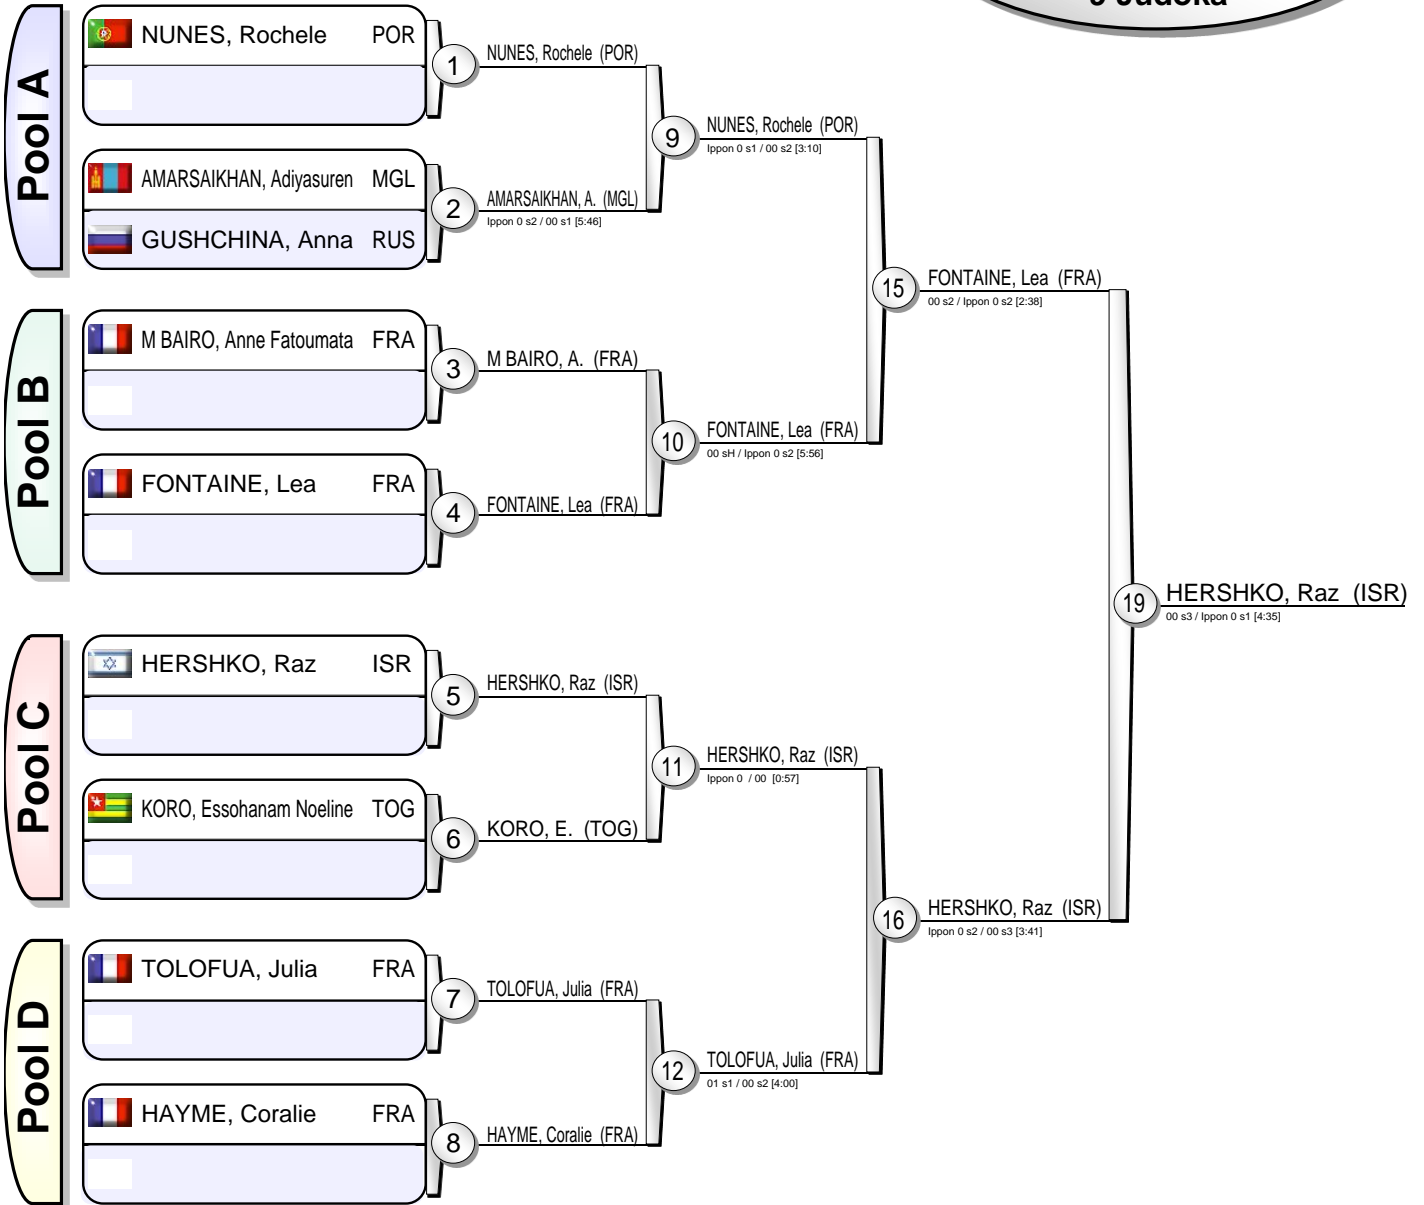 9 Judoka
Pool A
NUNES, Rochele POR
AMARSAIKHAN, Adiyasuren MGL
GUSHCHINA, Anna RUS
1
NUNES, Rochele (POR)
2
AMARSAIKHAN, A. (MGL)
Ippon 0 s2 / 00 s1 [5:46]
9
NUNES, Rochele (POR)
Ippon 0 s1 / 00 s2 [3:10]
Pool B
M BAIRO, Anne Fatoumata FRA
FONTAINE, Lea FRA
3
M BAIRO, A. (FRA)
4
FONTAINE, Lea (FRA)
10
FONTAINE, Lea (FRA)
00 sH / Ippon 0 s2 [5:56]
15
FONTAINE, Lea (FRA)
00 s2 / Ippon 0 s2 [2:38]
Pool C
HERSHKO, Raz ISR
KORO, Essohanam Noeline TOG
5
HERSHKO, Raz (ISR)
6
KORO, E. (TOG)
11
HERSHKO, Raz (ISR)
Ippon 0 / 00 [0:57]
Pool D
TOLOFUA, Julia FRA
HAYME, Coralie FRA
7
TOLOFUA, Julia (FRA)
8
HAYME, Coralie (FRA)
12
TOLOFUA, Julia (FRA)
01 s1 / 00 s2 [4:00]
16
HERSHKO, Raz (ISR)
Ippon 0 s2 / 00 s3 [3:41]
19
HERSHKO, Raz (ISR)
00 s3 / Ippon 0 s1 [4:35]